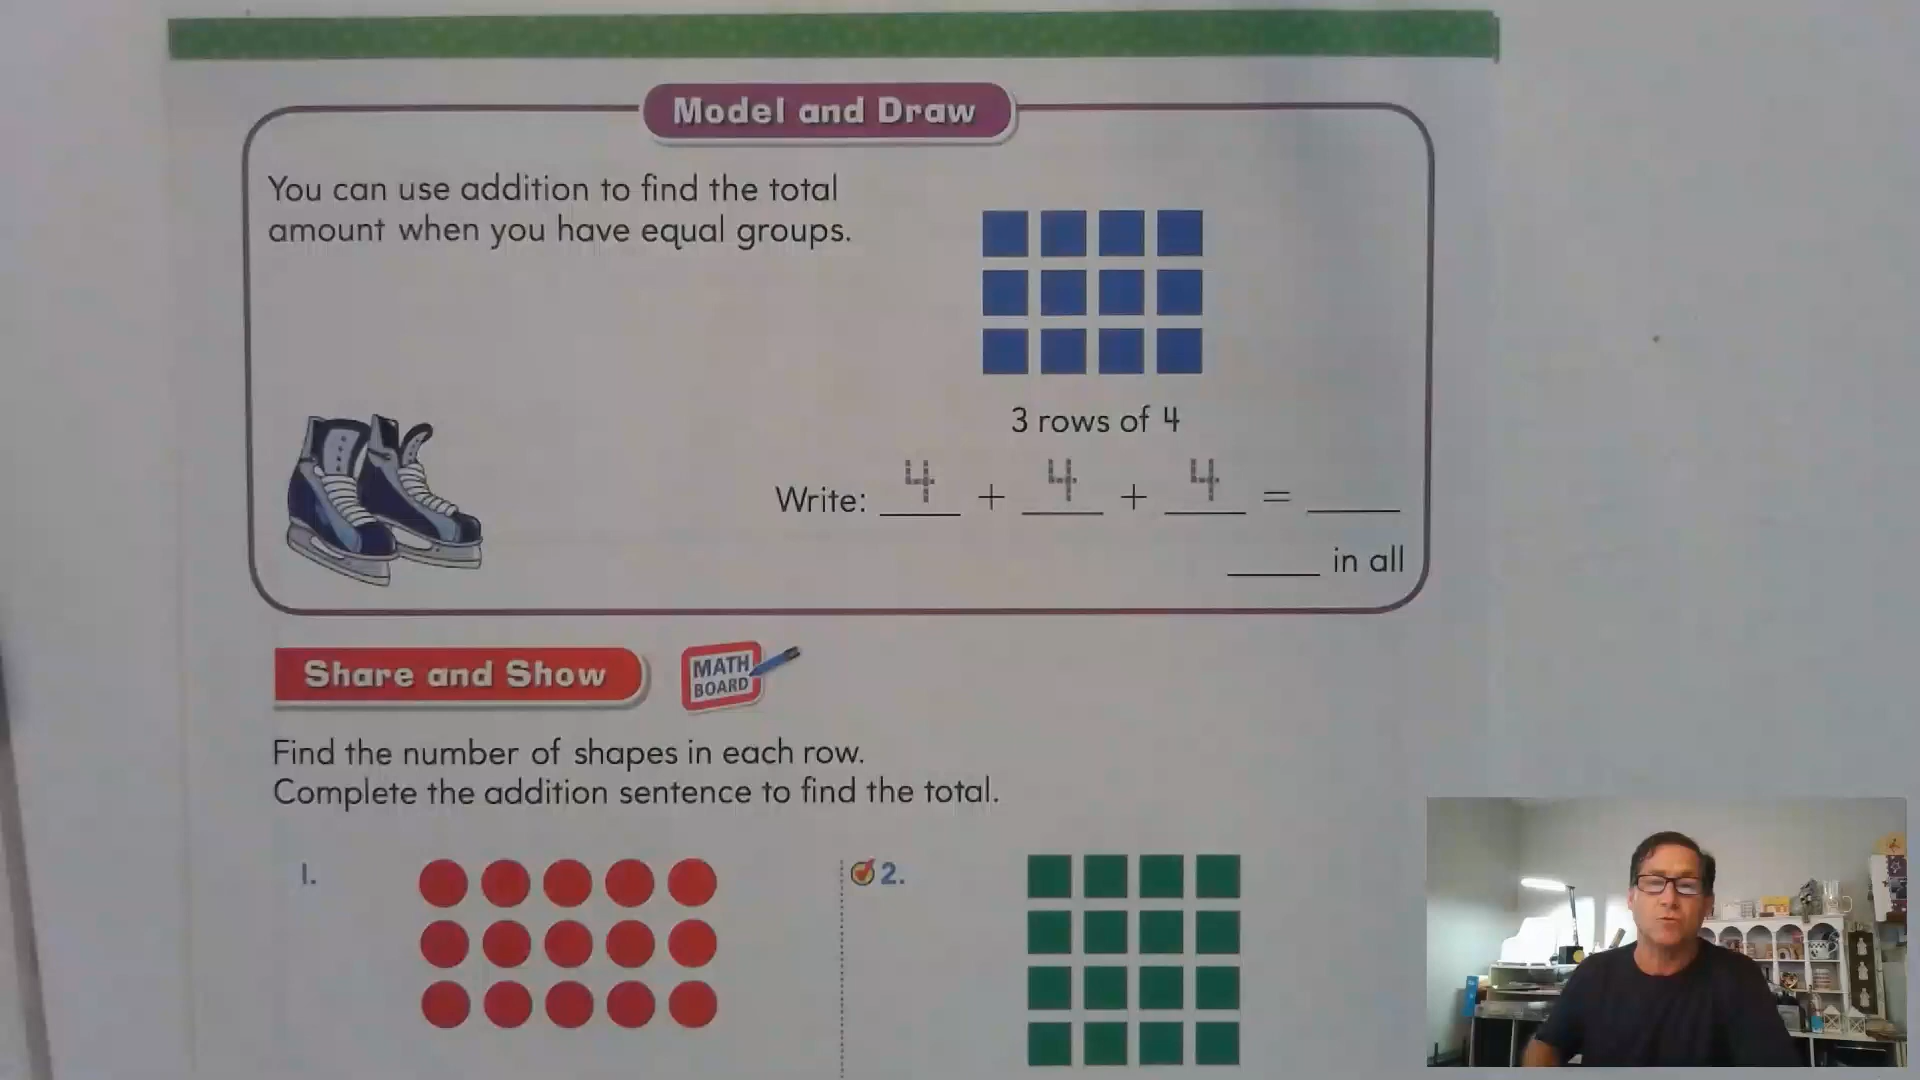 Model and Draw
You can use addition to find the total
amount when you have equal groups.
3 rows of 4
Write: 4 + 4 + 4 = ____
____ in all
Share and Show
MATH
BOARD
Find the number of shapes in each row.
Complete the addition sentence to find the total.
1.
2.